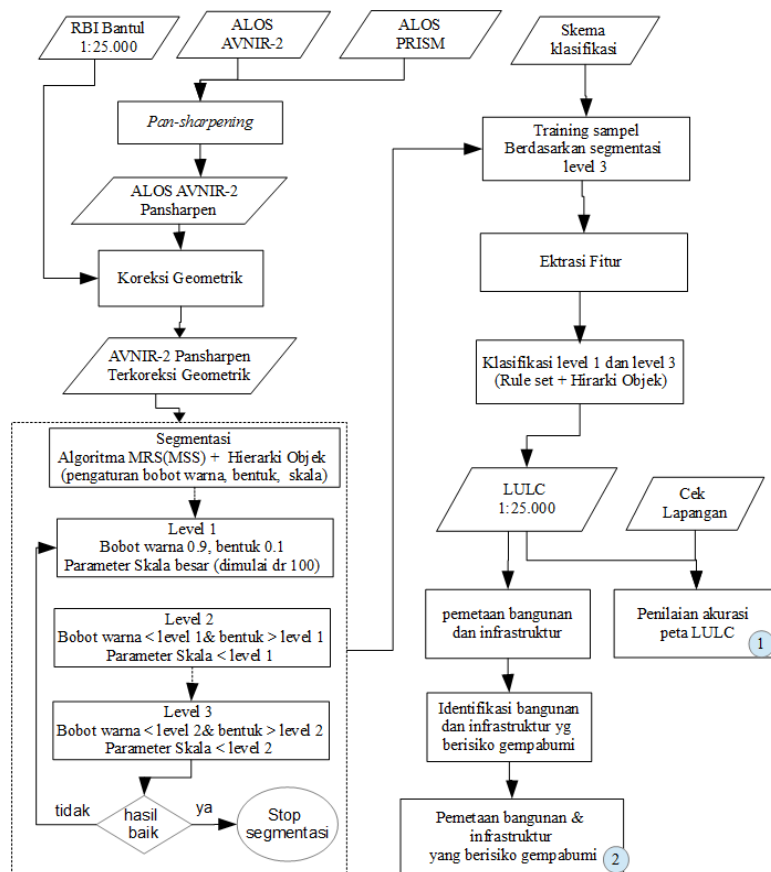 RBI Bantul
1:25.000
ALOS
AVNIR-2
ALOS
PRISM
Pan-sharpening
ALOS AVNIR-2
Pansharpen
Koreksi Geometrik
AVNIR-2 Pansharpen
Terkoreksi Geometrik
Segmentasi
Algoritma MRS(MSS) + Hierarki Objek
(pengaturan bobot warna, bentuk, skala)
Level 1
Bobot warna 0.9, bentuk 0.1
Parameter Skala besar (dimulai dr 100)
Level 2
Bobot warna < level 1& bentuk > level 1
Parameter Skala < level 1
Level 3
Bobot warna < level 2& bentuk > level 2
Parameter Skala < level 2
tidak
hasil
baik
ya
Stop
segmentasi
Skema
klasifikasi
Training sampel
Berdasarkan segmentasi
level 3
Ektrasi Fitur
Klasifikasi level 1 dan level 3
(Rule set + Hirarki Objek)
LULC
1:25.000
Cek
Lapangan
pemetaan bangunan
dan infrastruktur
Penilaian akurasi
peta LULC
1
Identifikasi bangunan
dan infrastruktur yg
berisiko gempabumi
Pemetaan bangunan &
infrastruktur
yang berisiko gempabumi
2